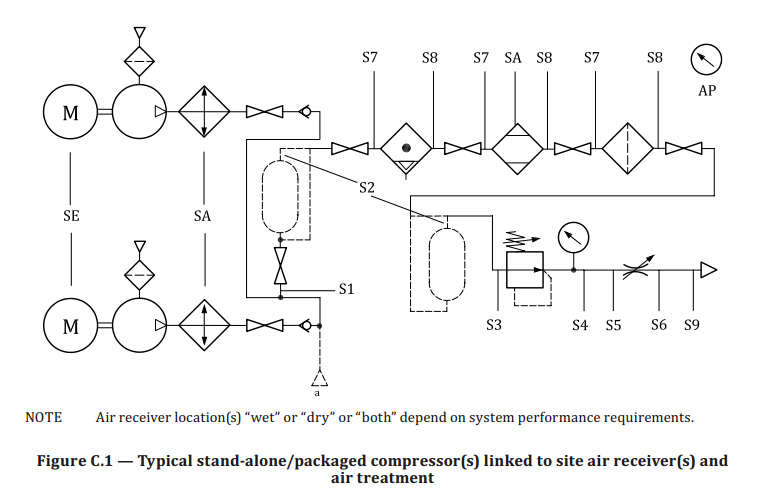 S7 S8 S7 SA S8 S7 S8
AP
M
S2
SE SA
S1
M
S3 S4 S5 S6 S9
a
NOTE Air receiver location(s) “wet” or “dry” or “both” depend on system performance requirements.
Figure C.1 — Typical stand-alone/packaged compressor(s) linked to site air receiver(s) and
air treatment